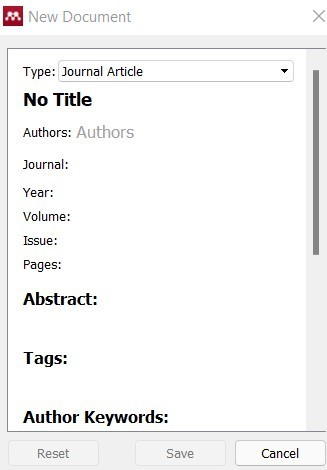 New Document
Type: Journal Article
No Title
Authors: Authors
Journal:
Year:
Volume:
Issue:
Pages:
Abstract:
Tags:
Author Keywords:
Reset Save Cancel